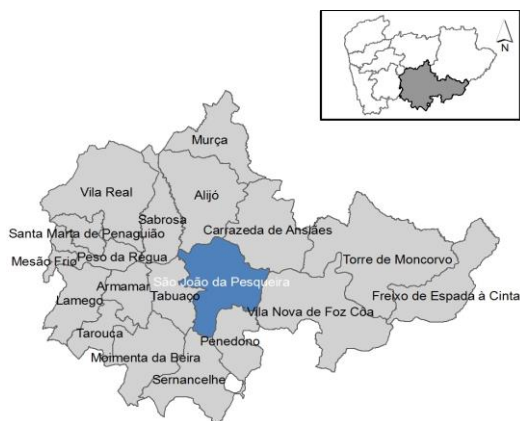 N
Murça
Vila Real
Alijó
Sabrosa
Santa Marta de Penaguião
Carrazeda de Ansiães
Mesão Frio
Peso da Régua
Torre de Moncorvo
São João da Pesqueira
Armamar
Lamego
Tabuaço
Freixo de Espada à Cinta
Vila Nova de Foz Côa
Tarouca
Penedono
Moimenta da Beira
Sernancelhe